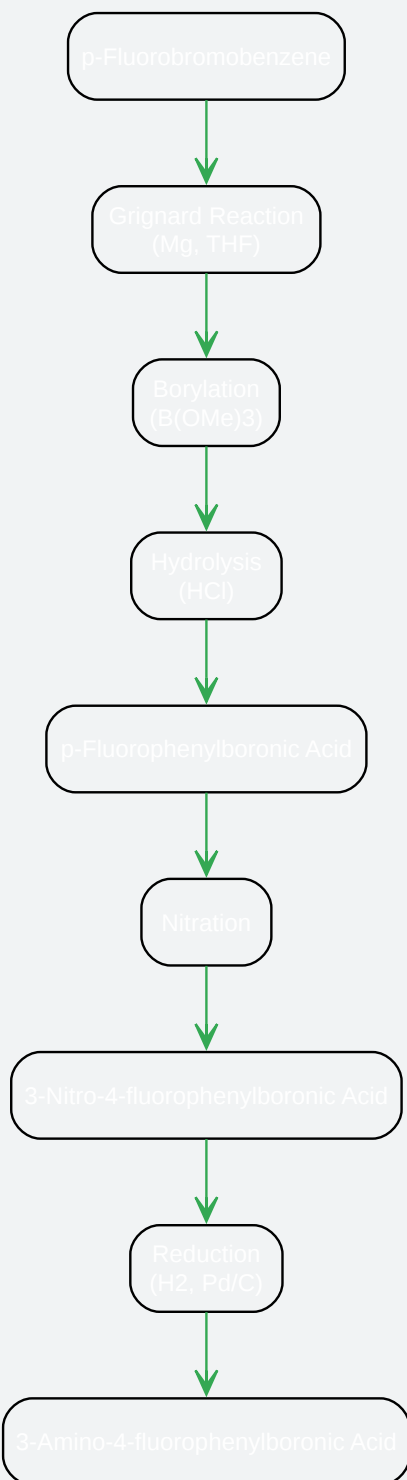 p-Fluorobromobenzene
Grignard Reaction
(Mg, THF)
Borylation
(B(OMe)3)
Hydrolysis
(HCl)
p-Fluorophenylboronic Acid
Nitration
3-Nitro-4-fluorophenylboronic Acid
Reduction
(H2, Pd/C)
3-Amino-4-fluorophenylboronic Acid